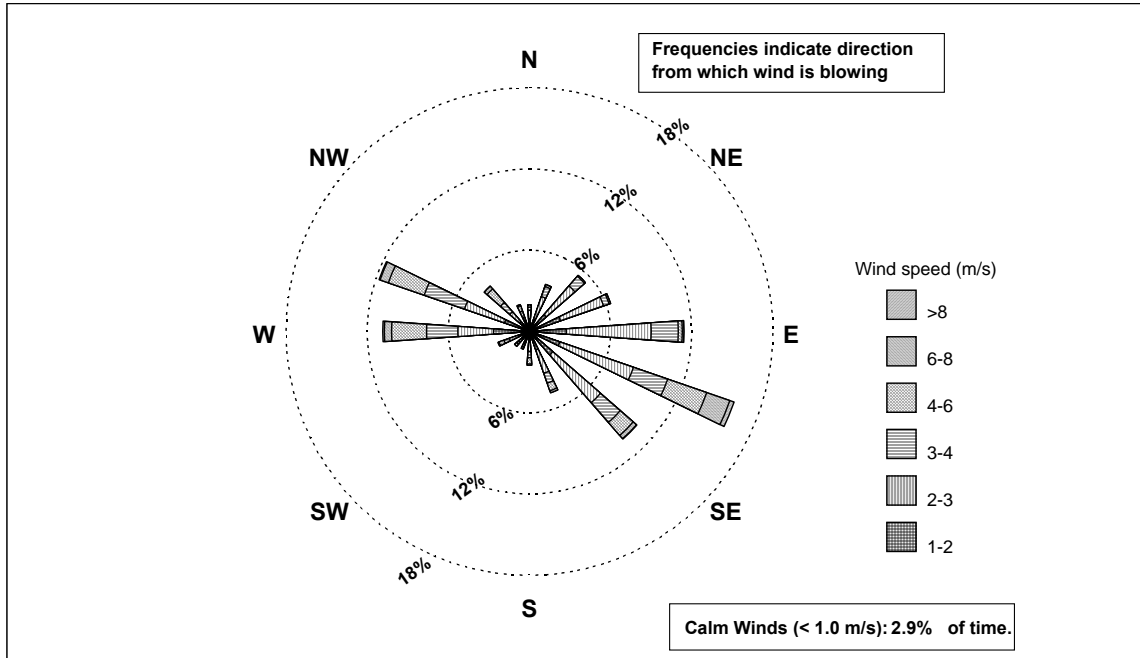 Frequencies indicate direction
from which wind is blowing
N
18%
NW
NE
12%
6%
Wind speed (m/s)
>8
W
E
6-8
4-6
6%
3-4
12%
2-3
SW
SE
1-2
18%
S
Calm Winds (< 1.0 m/s): 2.9% of time.